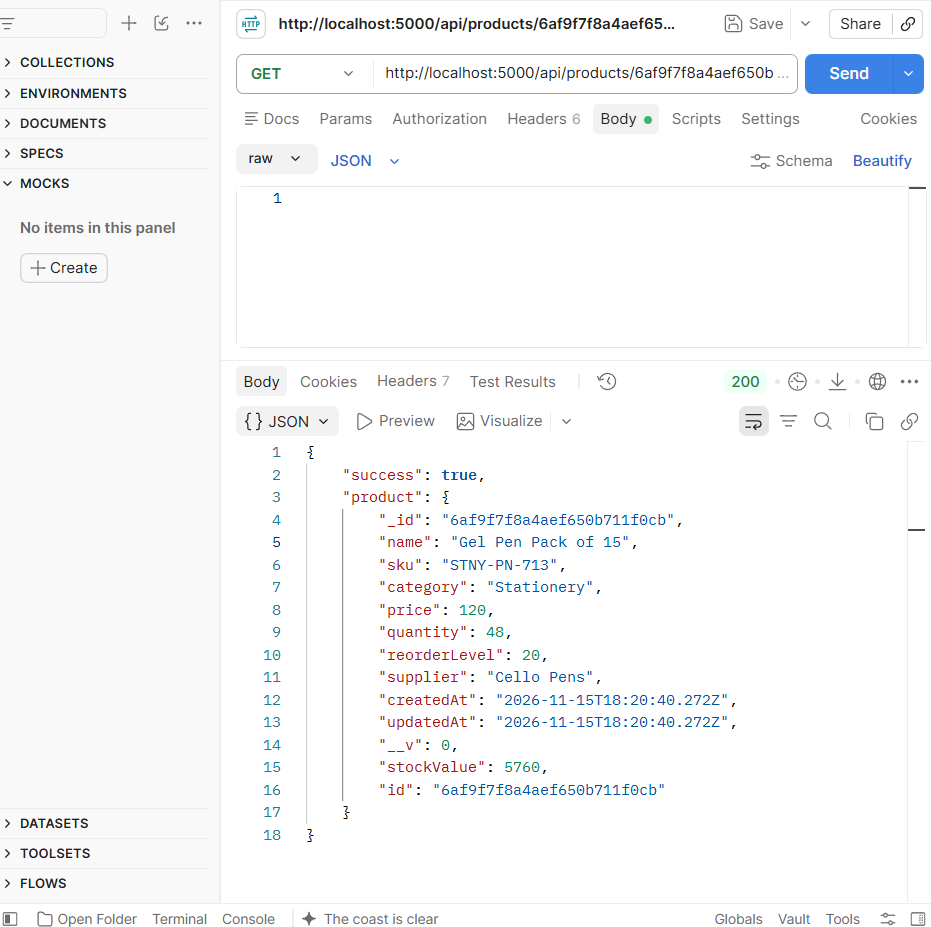 COLLECTIONS
ENVIRONMENTS
DOCUMENTS
SPECS
MOCKS
No items in this panel
Create
DATASETS
TOOLSETS
FLOWS
HTTP http://localhost:5000/api/products/6af9f7f8a4aef65... Save Share
GET http://localhost:5000/api/products/6af9f7f8a4aef650b ... Send
Docs Params Authorization Headers 6 Body Scripts Settings Cookies
raw JSON Schema Beautify
1
Body Cookies Headers 7 Test Results 200
{} JSON Preview Visualize
1 {
2 "success": true,
3 "product": {
4 "_id": "6af9f7f8a4aef650b711f0cb",
5 "name": "Gel Pen Pack of 15",
6 "sku": "STNY-PN-713",
7 "category": "Stationery",
8 "price": 120,
9 "quantity": 48,
10 "reorderLevel": 20,
11 "supplier": "Cello Pens",
12 "createdAt": "2026-11-15T18:20:40.272Z",
13 "updatedAt": "2026-11-15T18:20:40.272Z",
14 "__v": 0,
15 "stockValue": 5760,
16 "id": "6af9f7f8a4aef650b711f0cb"
17 }
18 }
Open Folder Terminal Console The coast is clear Globals Vault Tools